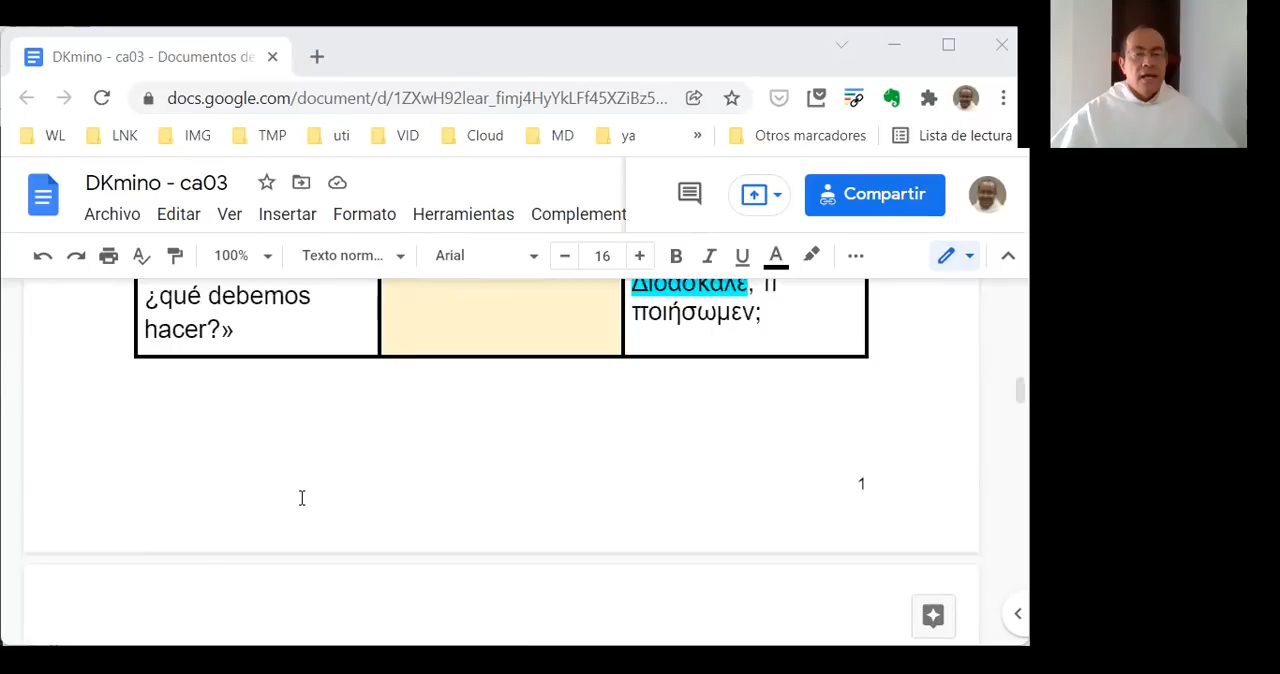 DKmino - ca03 - Documentos de
docs.google.com/document/d/1ZXwH92lear_fimj4HyYkLFf45XZiBz5...
WL LNK IMG TMP uti VID Cloud MD ya » Otros marcadores Lista de lectura
DKmino - ca03
Archivo Editar Ver Insertar Formato Herramientas Complement
Compartir
100% Texto norm... Arial 16 B I U A
¿qué debemos
hacer?»
Διδάσκαλε, τί
ποιήσωμεν;
1